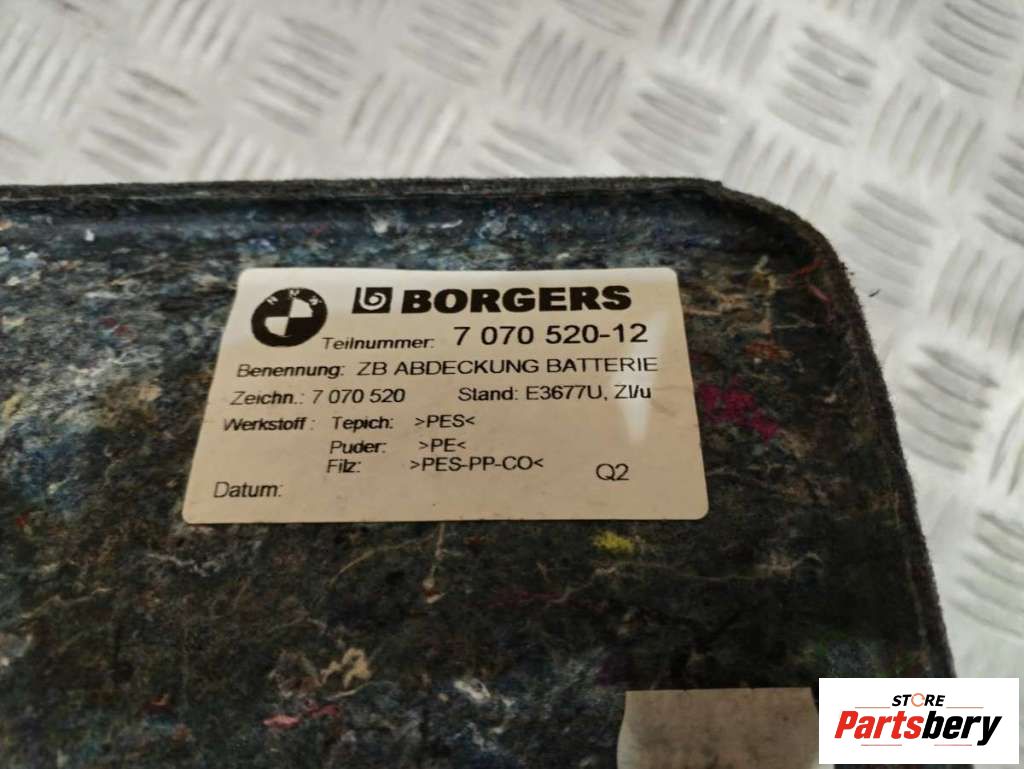 BMW BORGERS
Teilnummer: 7 070 520-12
Benennung: ZB ABDECKUNG BATTERIE
Zeichn.: 7 070 520 Stand: E3677U, ZI/u
Werkstoff : Tepich: >PES<
Puder: >PE<
Filz: >PES-PP-CO<
Q2
Datum:
STORE
Partsbery